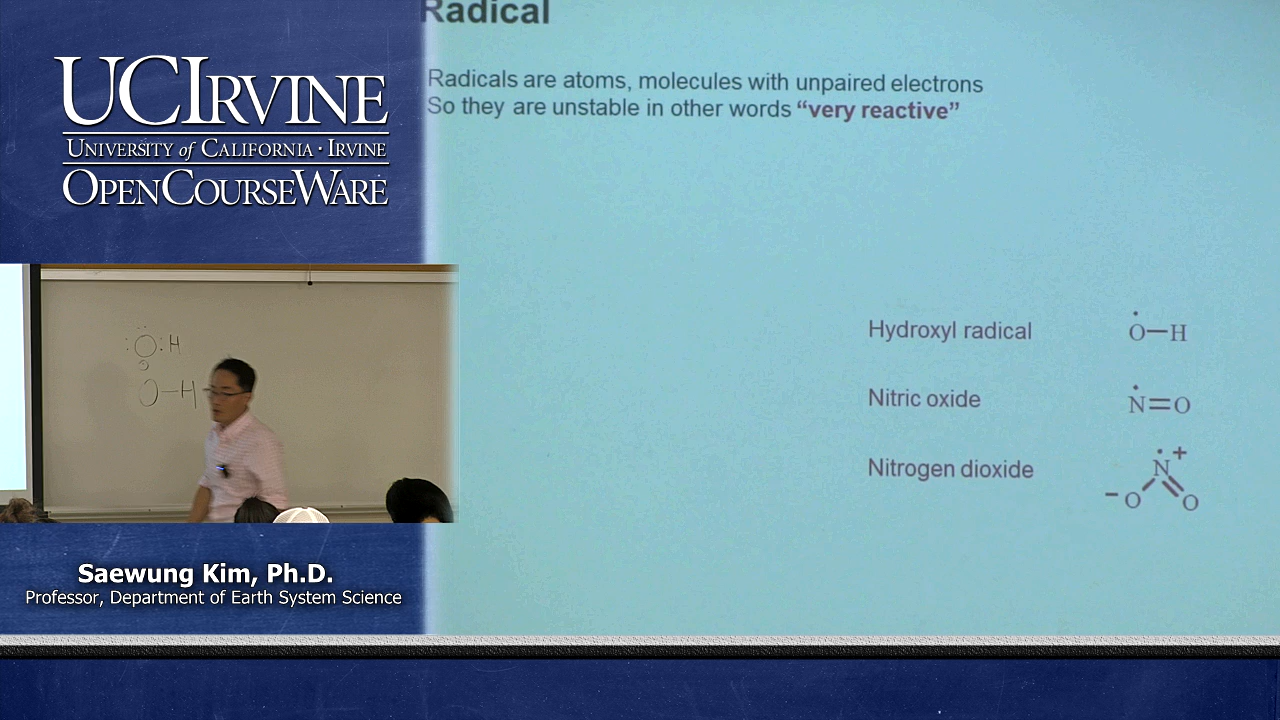 Radical
Radicals are atoms, molecules with unpaired electrons
So they are unstable in other words “very reactive”
Hydroxyl radical
O—H
Nitric oxide
N=O
Nitrogen dioxide
N +
- O O
UCIRVINE
UNIVERSITY of CALIFORNIA · IRVINE
OPENCOURSEWARE
:O:H
O-H
Saewung Kim, Ph.D.
Professor, Department of Earth System Science